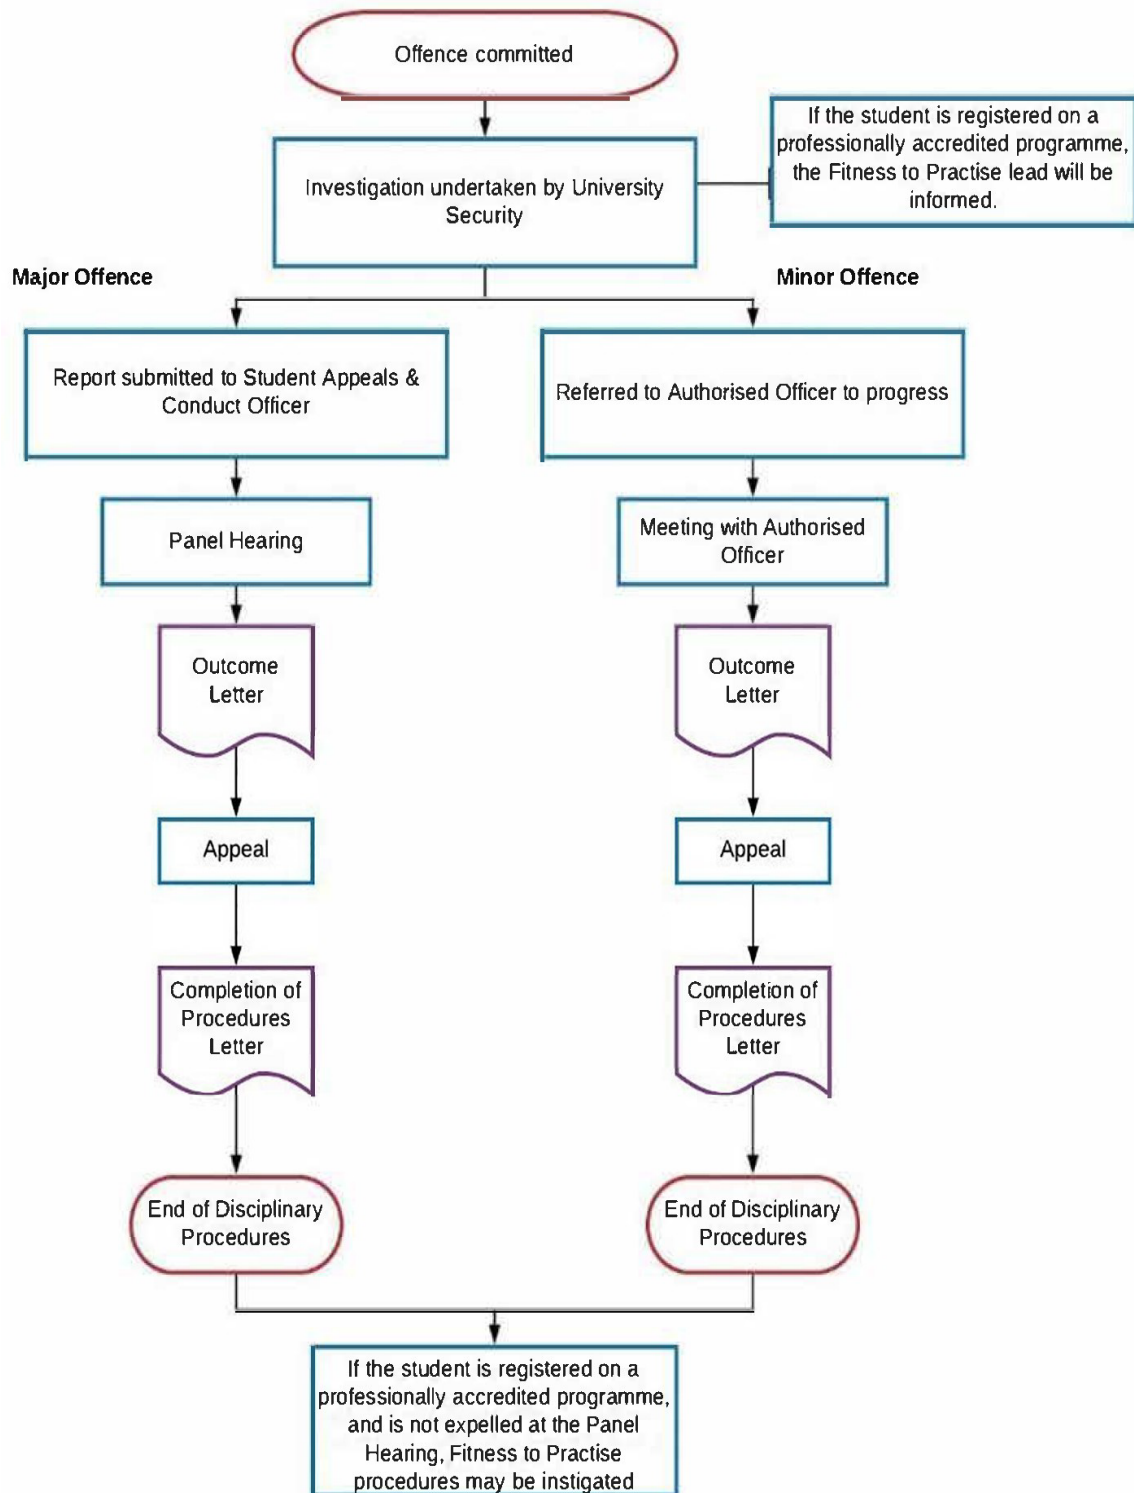 Offence committed
If the student is registered on a
professionally accredited programme,
the Fitness to Practise lead will be
informed.
Investigation undertaken by University
Security
Major Offence
Minor Offence
Report submitted to Student Appeals &
Conduct Officer
Referred to Authorised Officer to progress
Panel Hearing
Meeting with Authorised
Officer
Outcome
Letter
Outcome
Letter
Appeal
Appeal
Completion of
Procedures
Letter
Completion of
Procedures
Letter
End of Disciplinary
Procedures
End of Disciplinary
Procedures
If the student is registered on a
professionally accredited programme,
and is not expelled at the Panel
Hearing, Fitness to Practise
procedures may be instigated